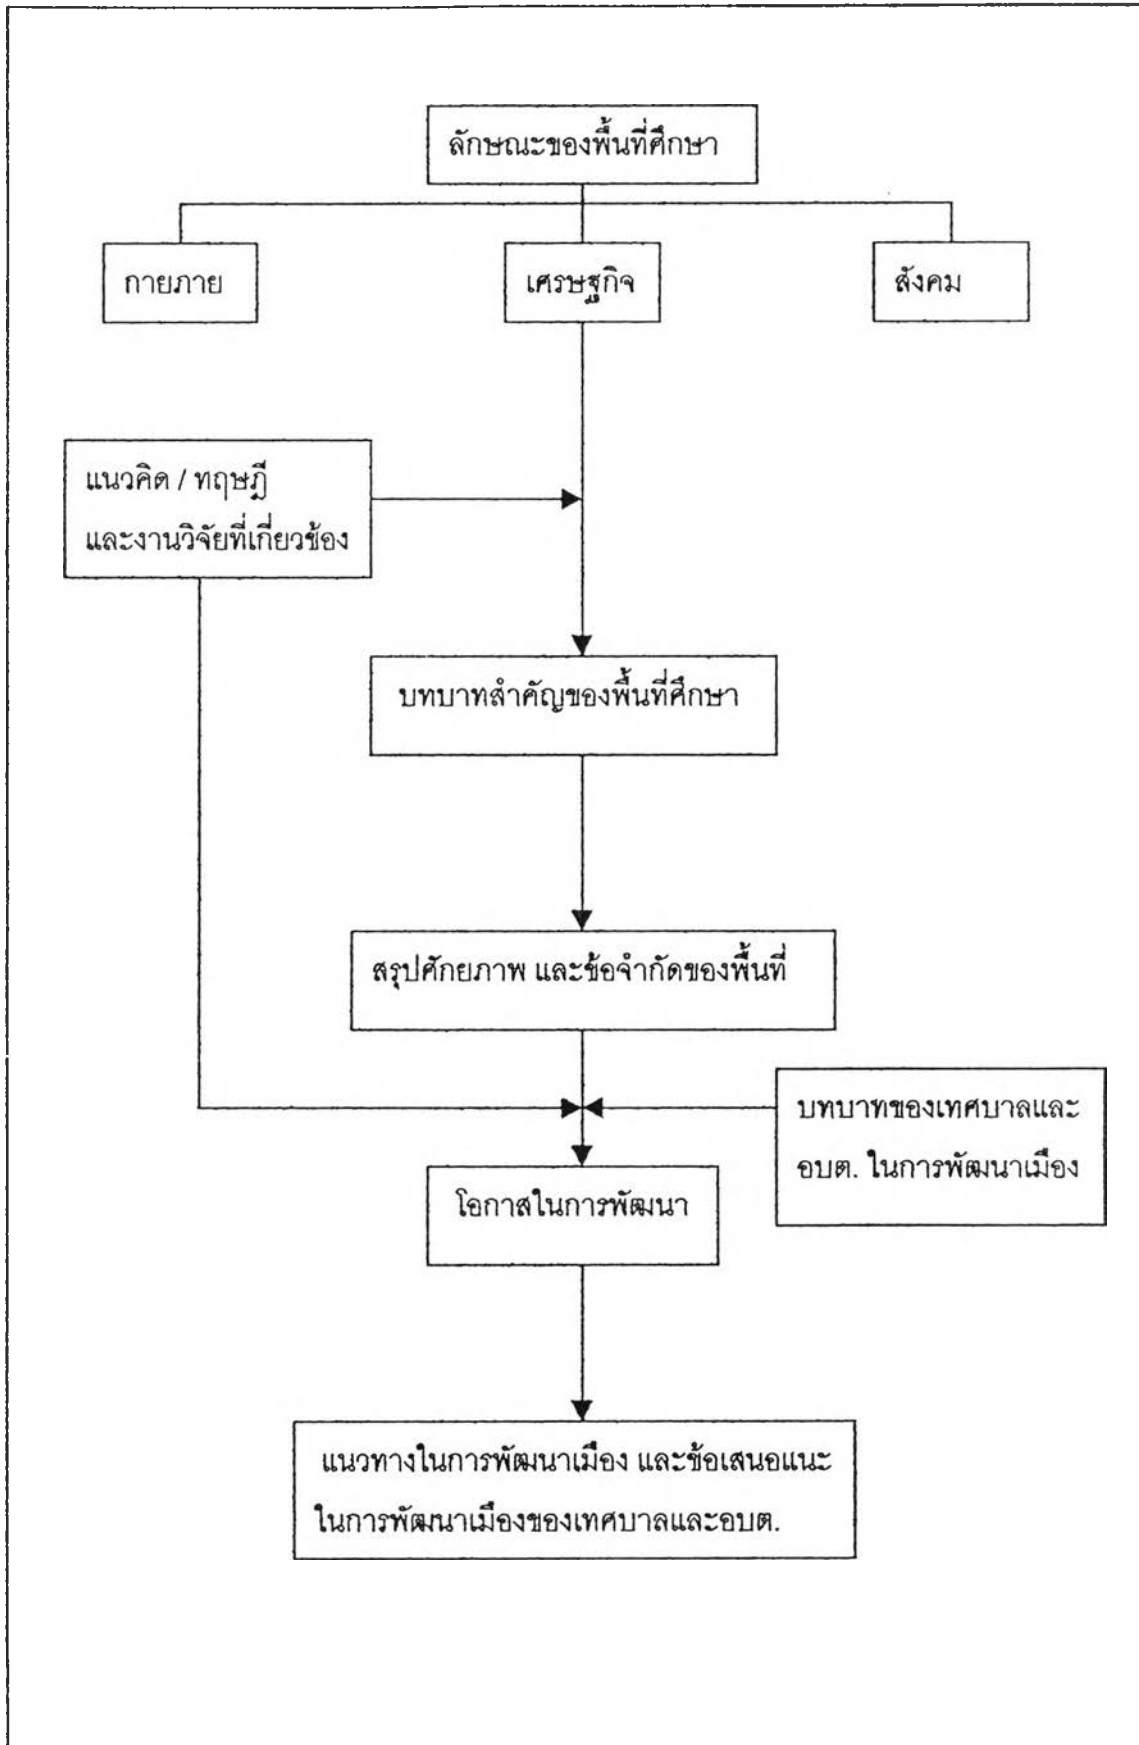 ลักษณะของพื้นที่ศึกษา
กายภาย
เศรษฐกิจ
สังคม
แนวคิด / ทฤษฎี
และงานวิจัยที่เกี่ยวข้อง
บทบาทสำคัญของพื้นที่ศึกษา
สรุปศักยภาพ และข้อจำกัดของพื้นที่
บทบาทของเทศบาลและ
อบต. ในการพัฒนาเมือง
โอกาสในการพัฒนา
แนวทางในการพัฒนาเมือง และข้อเสนอแนะ
ในการพัฒนาเมืองของเทศบาลและอบต.